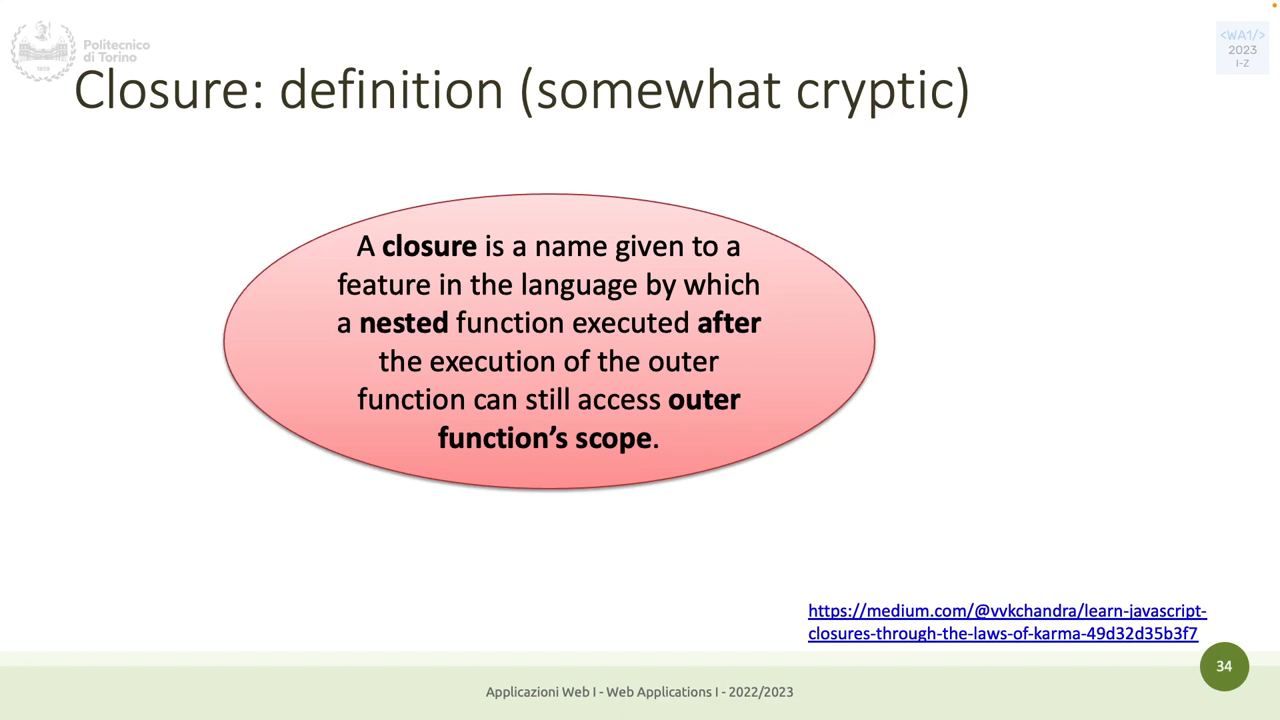 Politecnico
di Torino
1859
<WA1/>
2023
I-Z
Closure: definition (somewhat cryptic)
A closure is a name given to a
feature in the language by which
a nested function executed after
the execution of the outer
function can still access outer
function’s scope.
https://medium.com/@vvkchandra/learn-javascript-
closures-through-the-laws-of-karma-49d32d35b3f7
34
Applicazioni Web I - Web Applications I - 2022/2023